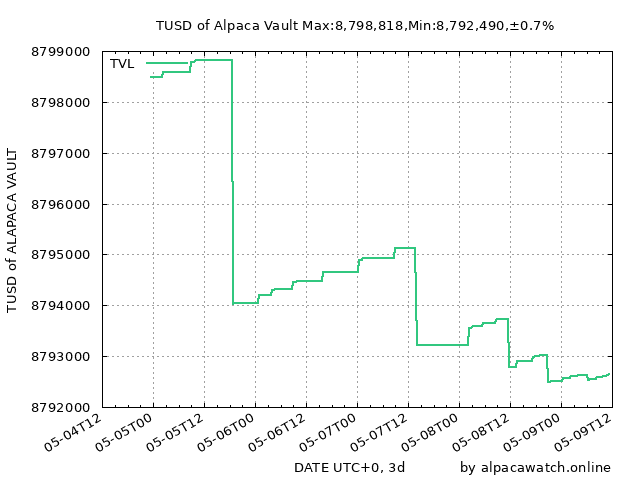 TUSD of Alpaca Vault Max:8,798,818,Min:8,792,490,±0.7%
8799000
TVL
8798000
8797000
8796000
8795000
8794000
8793000
8792000
TUSD of ALAPACA VAULT
05-04T12
05-05T00
05-05T12
05-06T00
05-06T12
05-07T00
05-07T12
05-08T00
05-08T12
05-09T00
05-09T12
DATE UTC+0, 3d
by alpacawatch.online